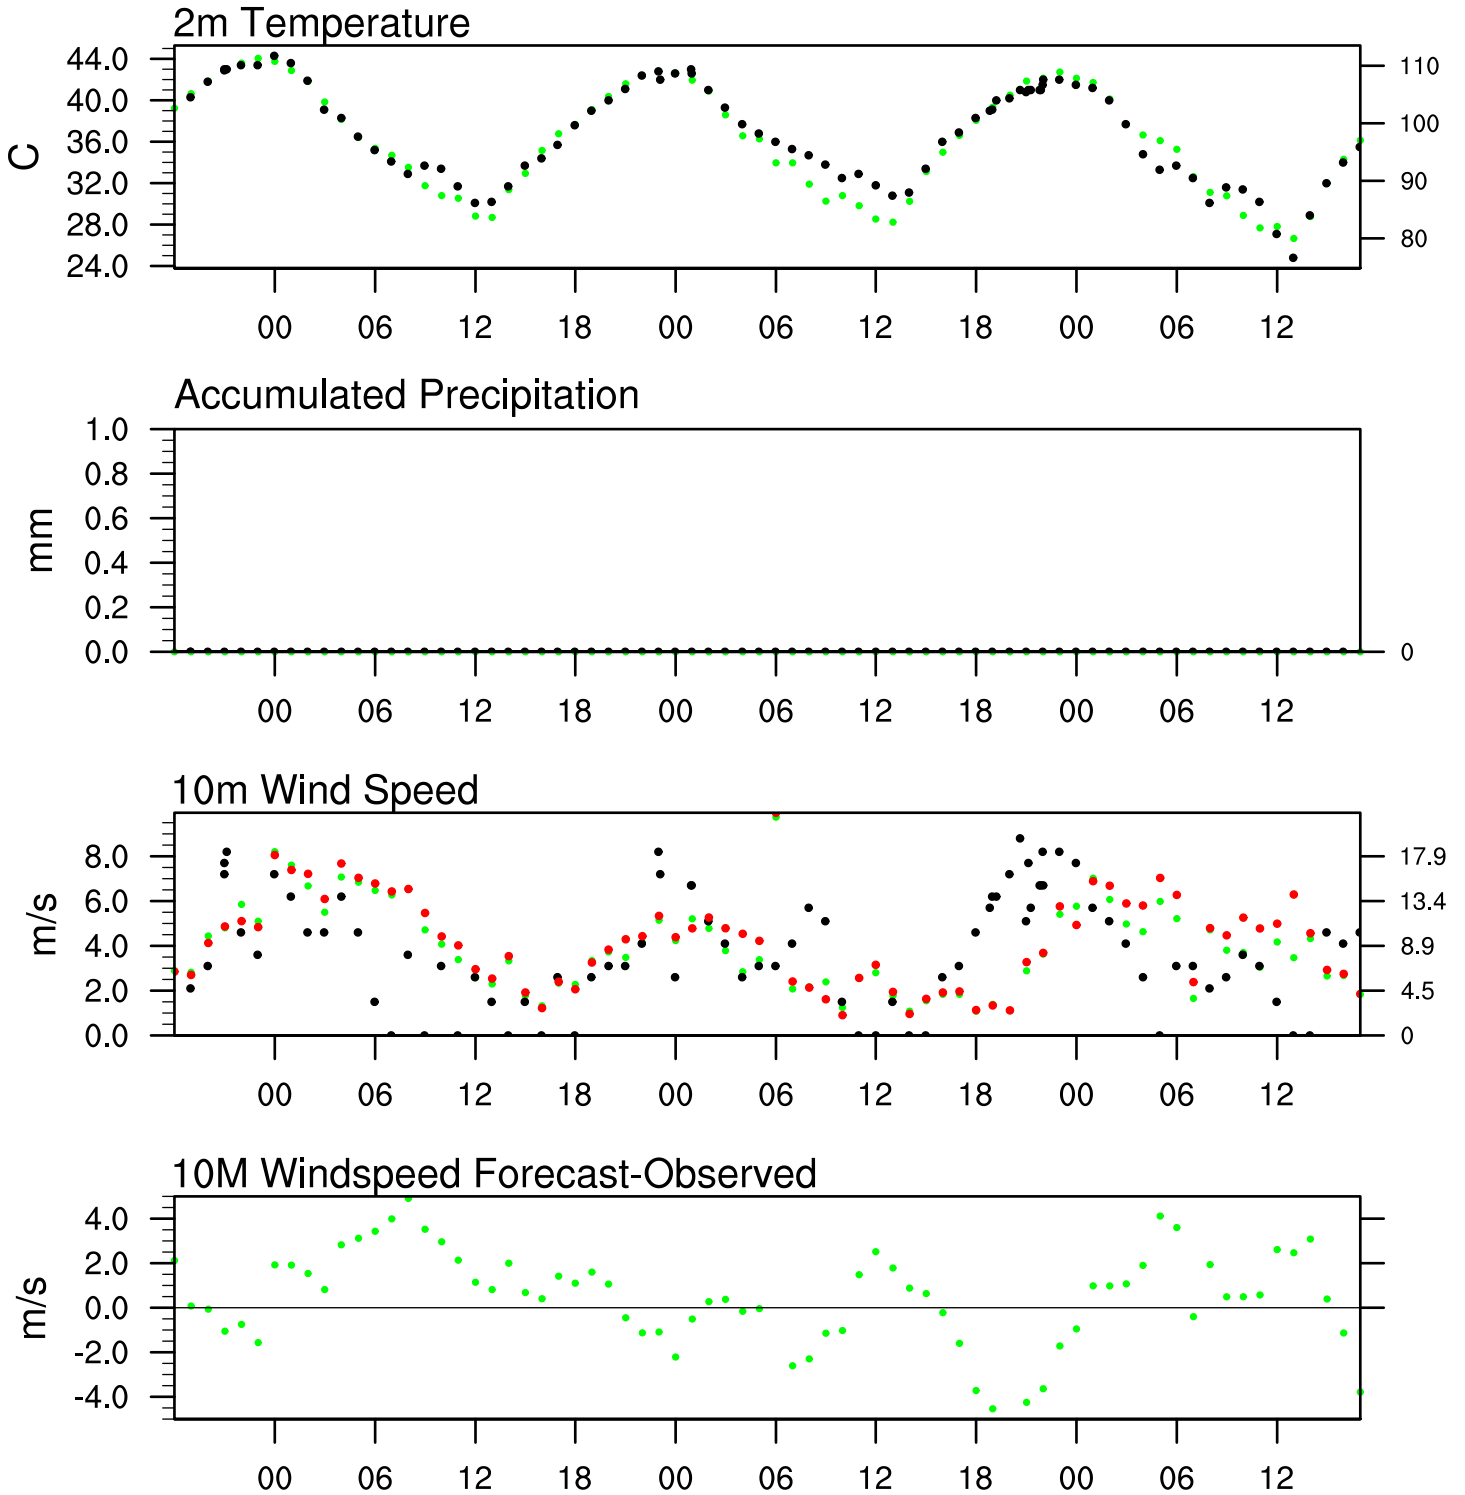 2m Temperature
44.0
40.0
36.0
32.0
28.0
24.0
C
110
100
90
80
00 06 12 18 00 06 12 18 00 06 12
Accumulated Precipitation
1.0
0.8
0.6
0.4
0.2
0.0
mm
0
00 06 12 18 00 06 12 18 00 06 12
10m Wind Speed
8.0
6.0
4.0
2.0
0.0
m/s
17.9
13.4
8.9
4.5
0
00 06 12 18 00 06 12 18 00 06 12
10M Windspeed Forecast-Observed
4.0
2.0
0.0
-2.0
-4.0
m/s
00 06 12 18 00 06 12 18 00 06 12